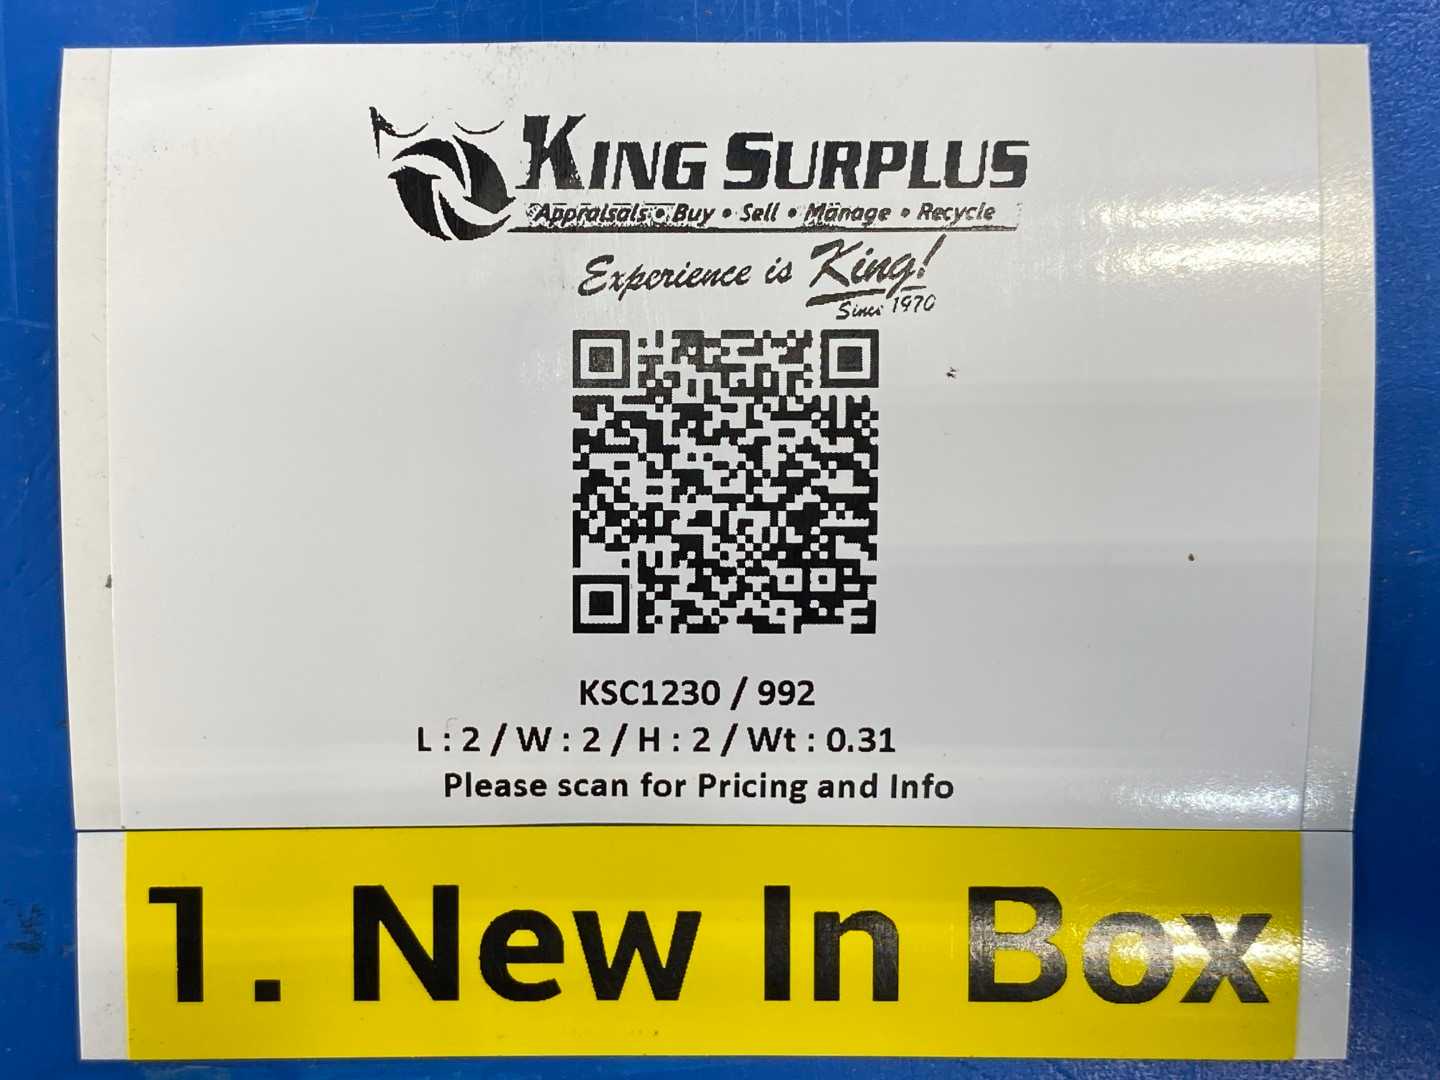 KING SURPLUS
Appraisals • Buy • Sell • Manage • Recycle
Experience is King!
Since 1970
KSC1230 / 992
L : 2 / W : 2 / H : 2 / Wt : 0.31
Please scan for Pricing and Info
1. New In Box